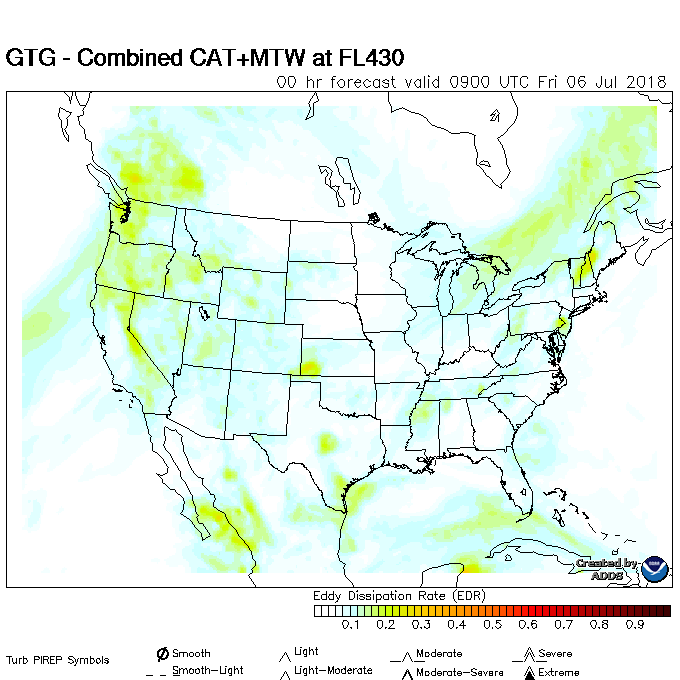 GTG - Combined CAT+MTW at FL430
00 hr forecast valid 0900 UTC Fri 06 Jul 2018
Created by
ADDS
Eddy Dissipation Rate (EDR)
0.1 0.2 0.3 0.4 0.5 0.6 0.7 0.8 0.9
Turb PIREP Symbols
Smooth Light Moderate Severe
Smooth-Light Light-Moderate Moderate-Severe Extreme